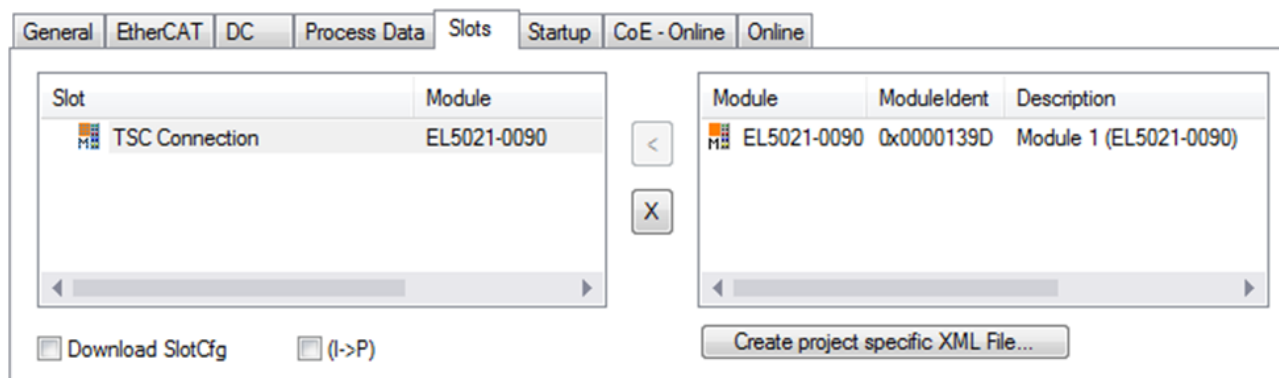 General EtherCAT DC Process Data Slots Startup CoE - Online Online
Slot Module
TSC Connection EL5021-0090
<
X
Module ModuleIdent Description
EL5021-0090 0x0000139D Module 1 (EL5021-0090)
Download SlotCfg (I->P)
Create project specific XML File...